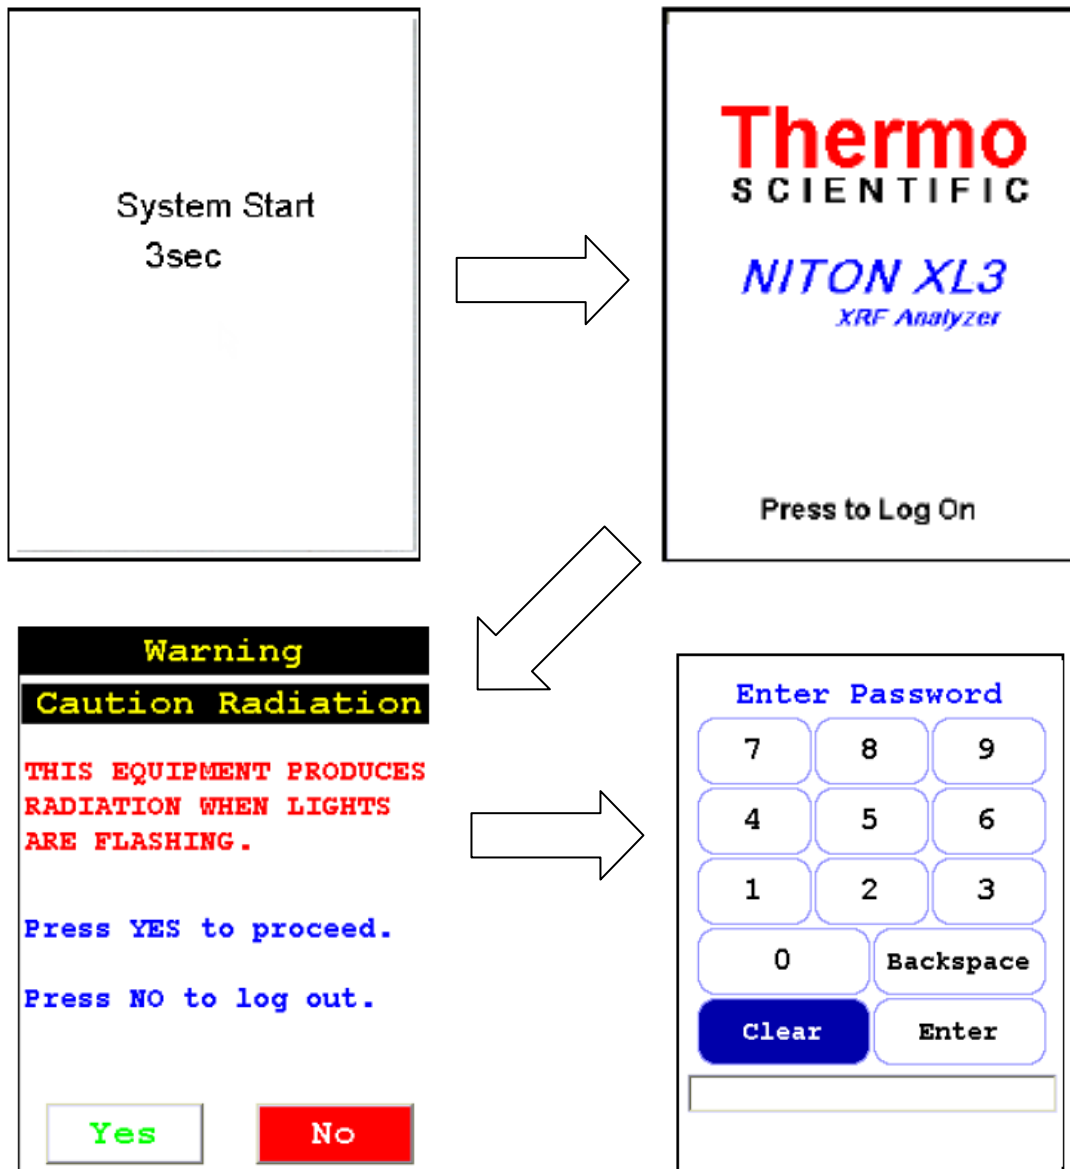 System Start
3sec
Thermo
SCIENTIFIC
NITON XL3
XRF Analyzer
Press to Log On
Warning
Caution Radiation
THIS EQUIPMENT PRODUCES
RADIATION WHEN LIGHTS
ARE FLASHING.
Press YES to proceed.
Press NO to log out.
Yes No
Enter Password
7 8 9
4 5 6
1 2 3
0 Backspace
Clear Enter